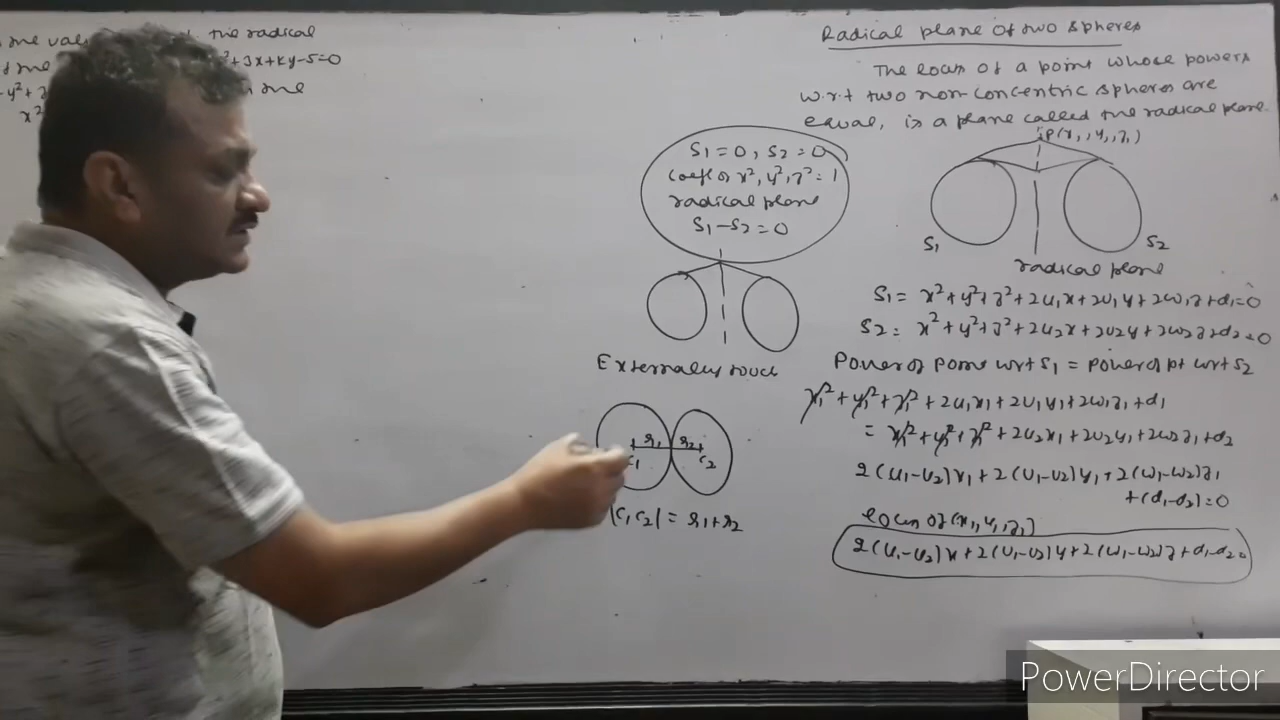 the radical
²+3x+ky-5=0
x²
S₁=0, S₂=0
coeff of x², y², z²=1
radical plane
S₁-S₂=0
Externally touch
r₁ r₂
c₁ c₂
|c₁c₂| = r₁+r₂
Radical plane of two spheres
The locus of a point whose powers
w.r.t two non-concentric spheres are
equal, is a plane called the radical plane.
P(x₁, y₁, z₁)
S₁ S₂
radical plane
S₁= x²+y²+z²+2u₁x+2v₁y+2w₁z+d₁=0
S₂= x²+y²+z²+2u₂x+2v₂y+2w₂z+d₂=0
Power of point wrt S₁ = power of pt wrt S₂
x₁²+y₁²+z₁²+2u₁x₁+2v₁y₁+2w₁z₁+d₁
= x₁²+y₁²+z₁²+2u₂x₁+2v₂y₁+2w₂z₁+d₂
2(u₁-u₂)x₁+2(v₁-v₂)y₁+2(w₁-w₂)z₁
+(d₁-d₂)=0
locus of (x₁, y₁, z₁)
2(u₁-u₂)x+2(v₁-v₂)y+2(w₁-w₂)z+d₁-d₂=0
PowerDirector